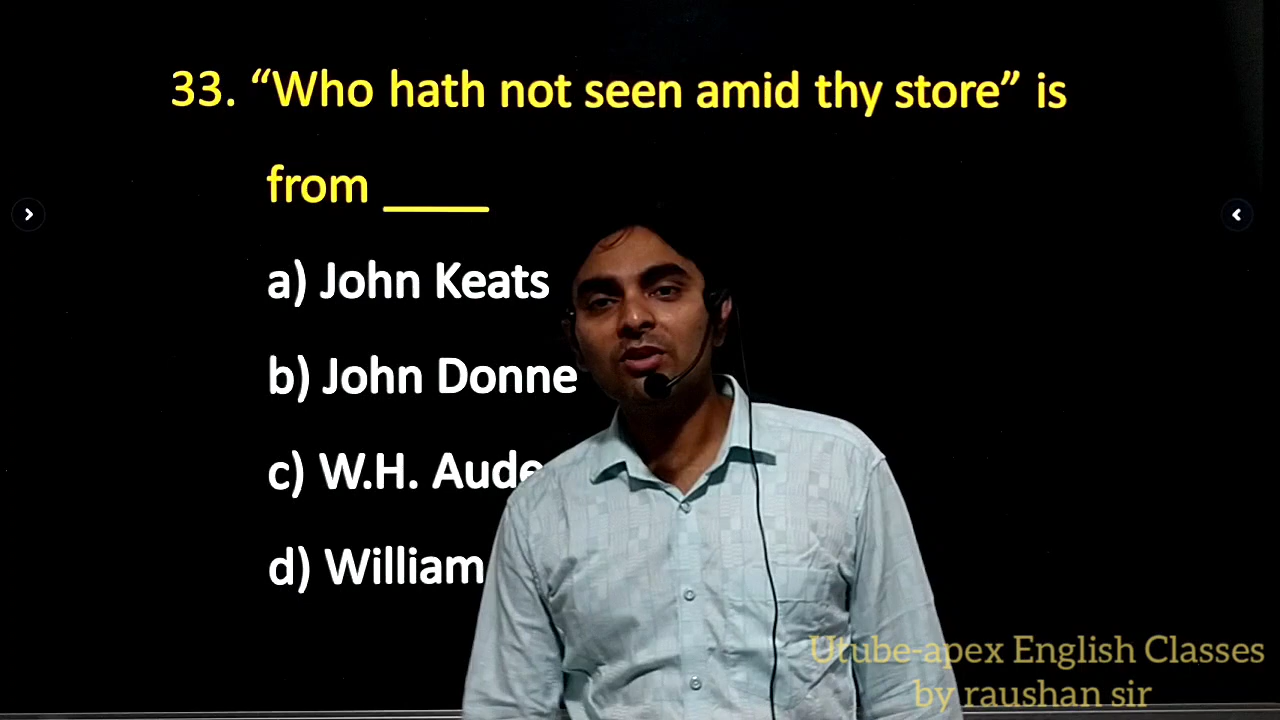 33. “Who hath not seen amid thy store” is
from ____
a) John Keats
b) John Donne
c) W.H. Aude
d) William
Utube-apex English Classes
by raushan sir